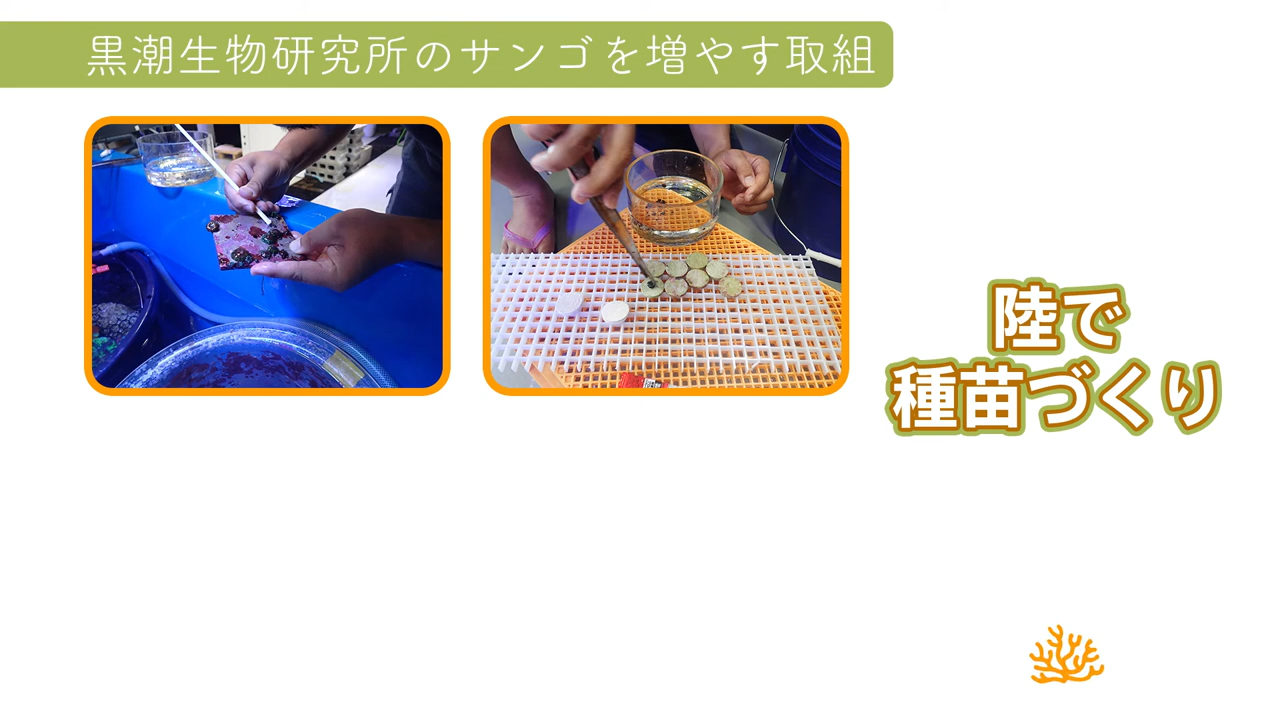 黒潮生物研究所のサンゴを増やす取組
陸で
種苗づくり